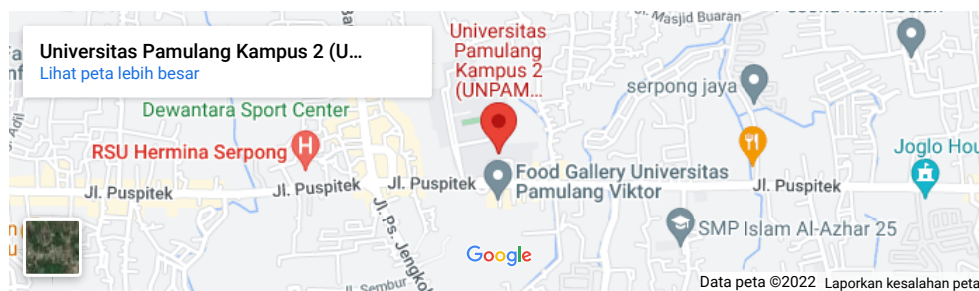 Universitas Pamulang Kampus 2 (U...
Lihat peta lebih besar
Universitas
Pamulang
Kampus 2
(UNPAM...
Masjid Buaran
serpong jaya
Dewantara Sport Center
RSU Hermina Serpong
H
Joglo Hou
Food Gallery Universitas
Pamulang Viktor
Jl. Puspitek
Jl. Puspitek
Jl. Puspitek
Jl. Puspitek
Jl. Ps. Jengko
SMP Islam Al-Azhar 25
Google
Jl. Sembur
Data peta ©2022
Laporkan kesalahan peta